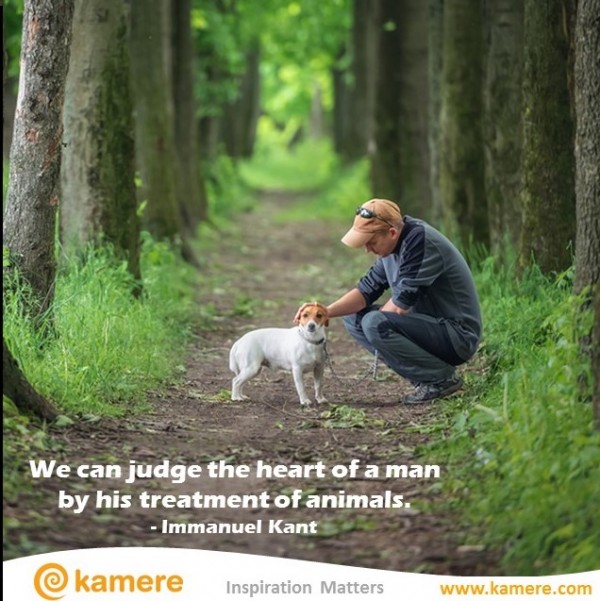 We can judge the heart of a man
by his treatment of animals.
- Immanuel Kant
kamere
Inspiration Matters
www.kamere.com